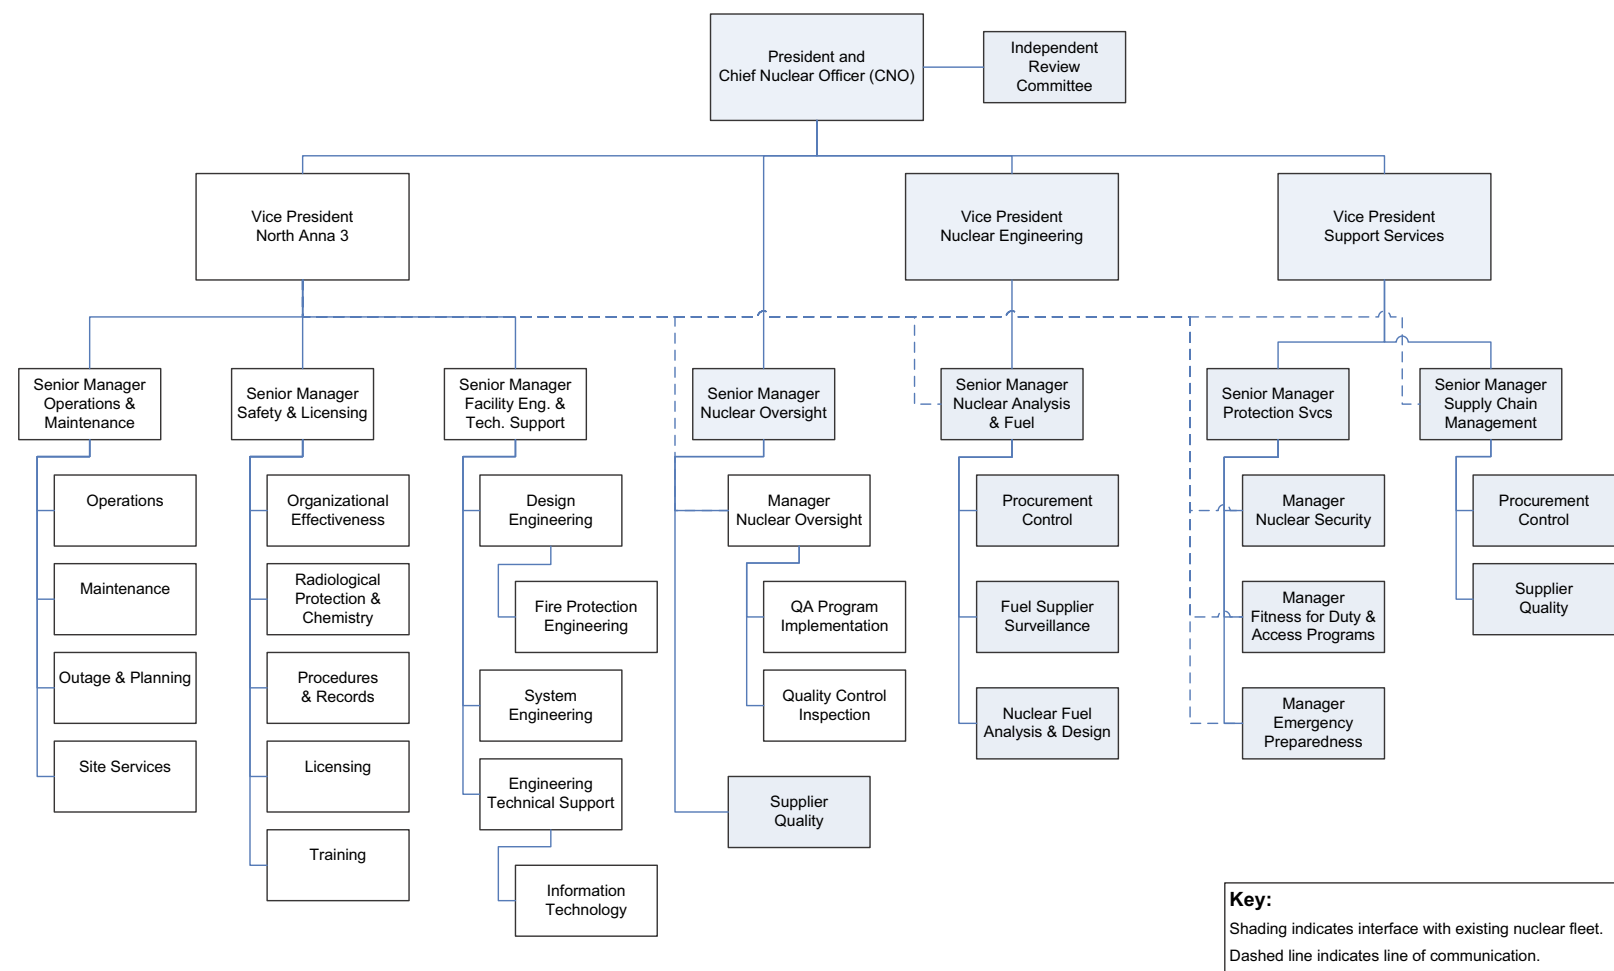 President and
Chief Nuclear Officer (CNO)
Independent
Review
Committee
Vice President
North Anna 3
Vice President
Nuclear Engineering
Vice President
Support Services
Senior Manager
Operations &
Maintenance
Senior Manager
Safety & Licensing
Senior Manager
Facility Eng. &
Tech. Support
Senior Manager
Nuclear Oversight
Senior Manager
Nuclear Analysis
& Fuel
Senior Manager
Protection Svcs
Senior Manager
Supply Chain
Management
Operations
Maintenance
Outage & Planning
Site Services
Organizational
Effectiveness
Radiological
Protection &
Chemistry
Procedures
& Records
Licensing
Training
Design
Engineering
Fire Protection
Engineering
System
Engineering
Engineering
Technical Support
Information
Technology
Manager
Nuclear Oversight
QA Program
Implementation
Quality Control
Inspection
Supplier
Quality
Procurement
Control
Fuel Supplier
Surveillance
Nuclear Fuel
Analysis & Design
Manager
Nuclear Security
Manager
Fitness for Duty &
Access Programs
Manager
Emergency
Preparedness
Procurement
Control
Supplier
Quality
Key:
Shading indicates interface with existing nuclear fleet.
Dashed line indicates line of communication.